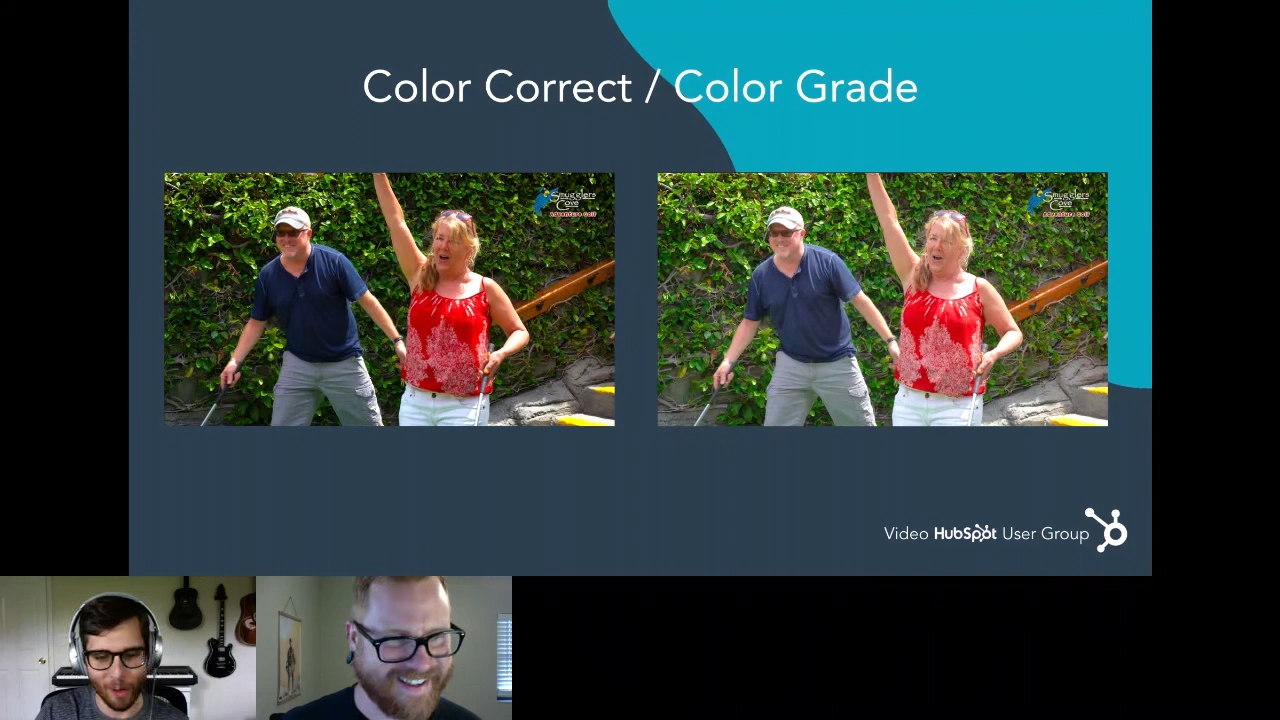 Color Correct / Color Grade
Smugglers
Cove
Adventure Golf
Smugglers
Cove
Adventure Golf
Video HubSpot User Group